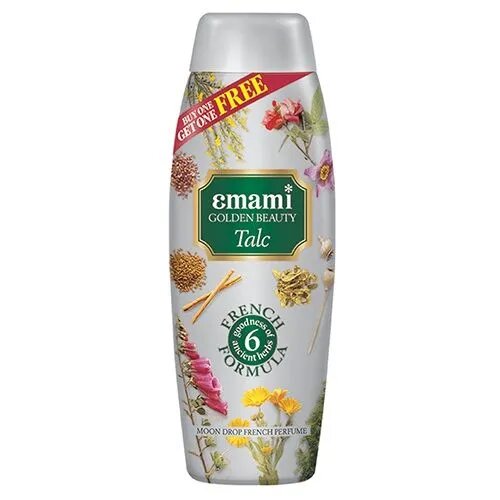 BUY ONE
GET ONE FREE
emami*
GOLDEN BEAUTY
Talc
FRENCH
goodness of
6
ancient herbs
FORMULA
MOON DROP FRENCH PERFUME